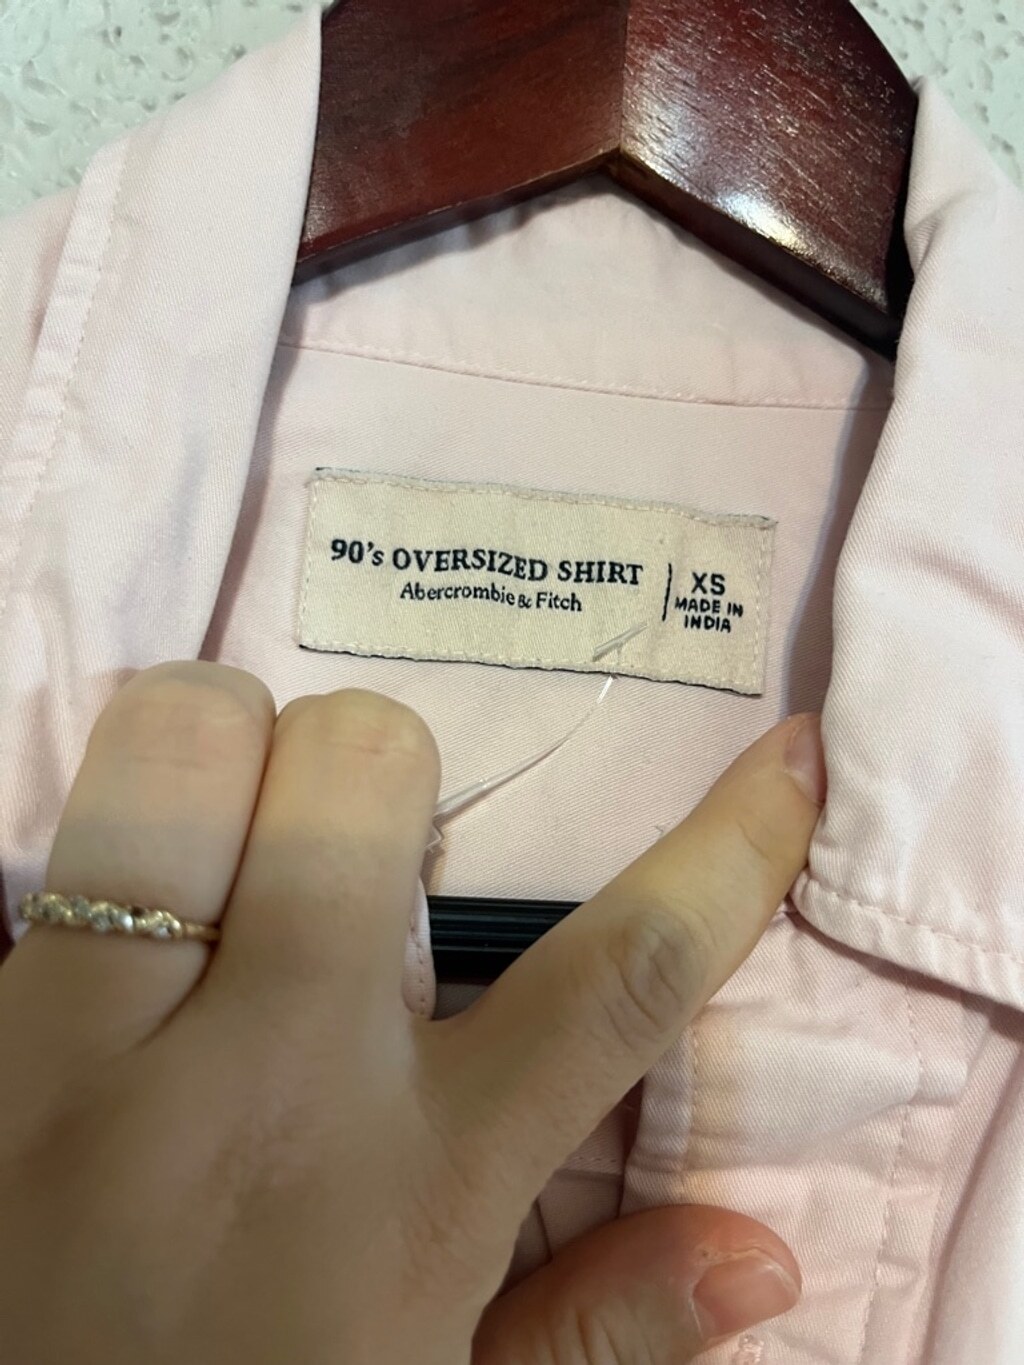 90's OVERSIZED SHIRT
Abercrombie & Fitch
XS
MADE IN
INDIA